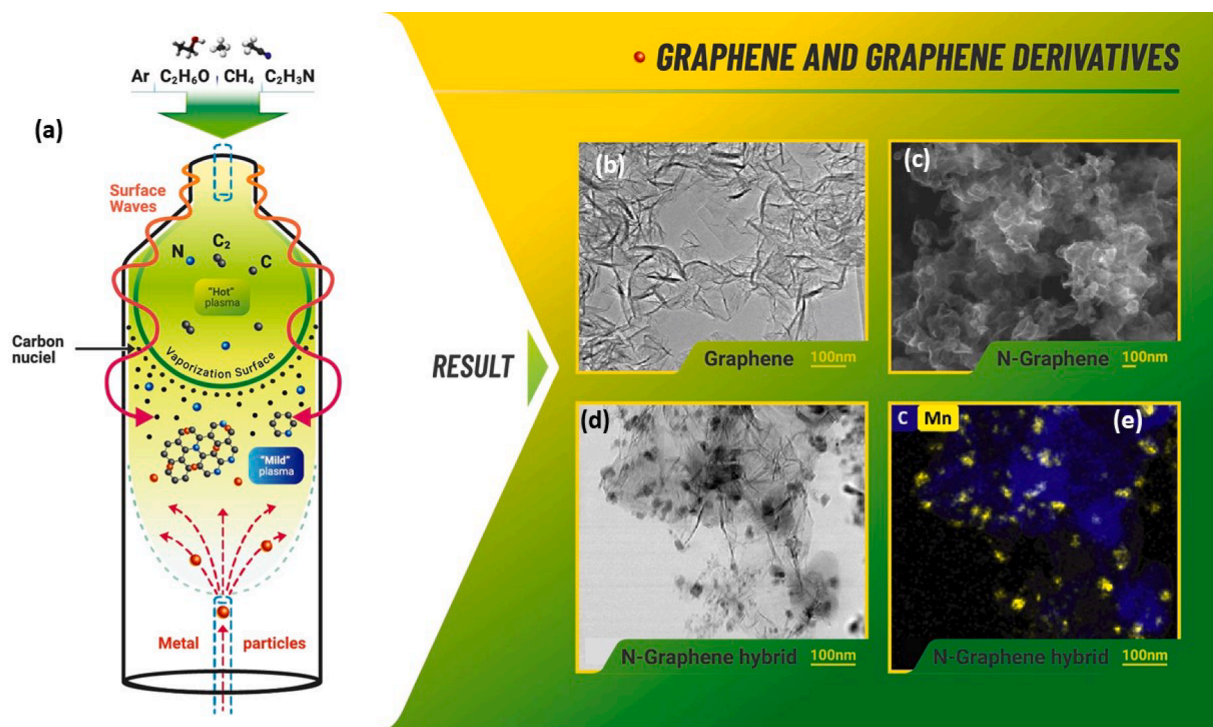 Ar C₂H₆O CH₄ C₂H₃N
(a)
Surface
Waves
N
C₂
C
"Hot"
plasma
Carbon
nuciel
Vaporization Surface
"Mild"
plasma
Metal particles
RESULT
GRAPHENE AND GRAPHENE DERIVATIVES
(b)
Graphene 100nm
(c)
N-Graphene 100nm
(d)
N-Graphene hybrid 100nm
C Mn (e)
N-Graphene hybrid 100nm